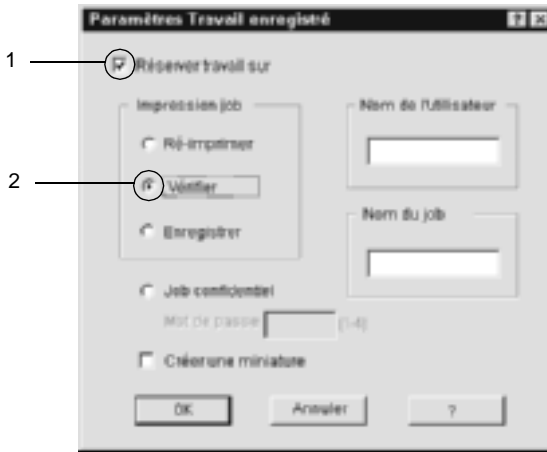 Paramètres Travail enregistré
1
Réserver travail sur
Impression job
Nom de l'utilisateur
Ré-imprimer
2
Vérifier
Nom du job
Enregistrer
Job confidentiel
Mot de passe
(1-4)
Créer une miniature
OK
Annuler
?